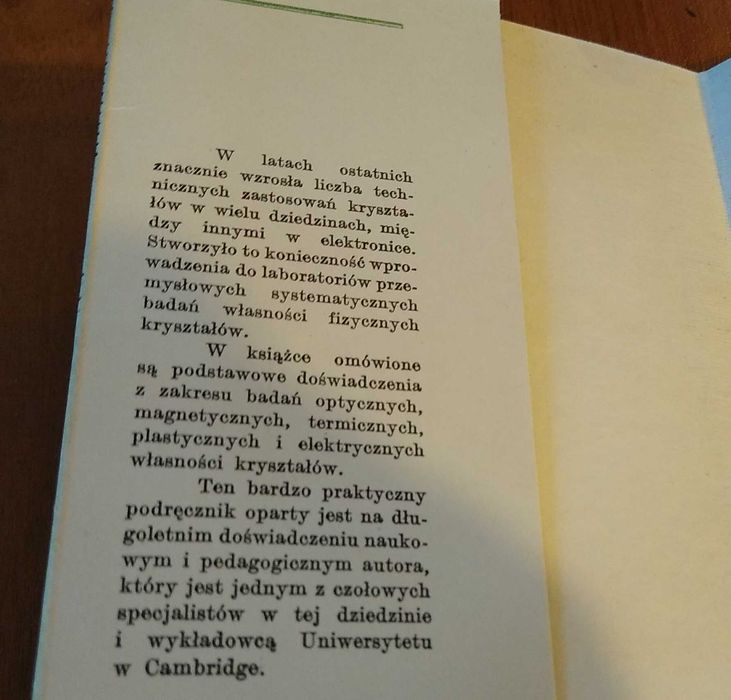 W latach ostatnich
znacznie wzrosła liczba tech-
nicznych zastosowań kryszta-
łów w wielu dziedzinach, mię-
dzy innymi w elektronice.
Stworzyło to konieczność wpro-
wadzenia do laboratoriów prze-
mysłowych systematycznych
badań własności fizycznych
kryształów.
W książce omówione
są podstawowe doświadczenia
z zakresu badań optycznych,
magnetycznych, termicznych,
plastycznych i elektrycznych
własności kryształów.
Ten bardzo praktyczny
podręcznik oparty jest na dłu-
goletnim doświadczeniu nauko-
wym i pedagogicznym autora,
który jest jednym z czołowych
specjalistów w tej dziedzinie
i wykładowcą Uniwersytetu
w Cambridge.